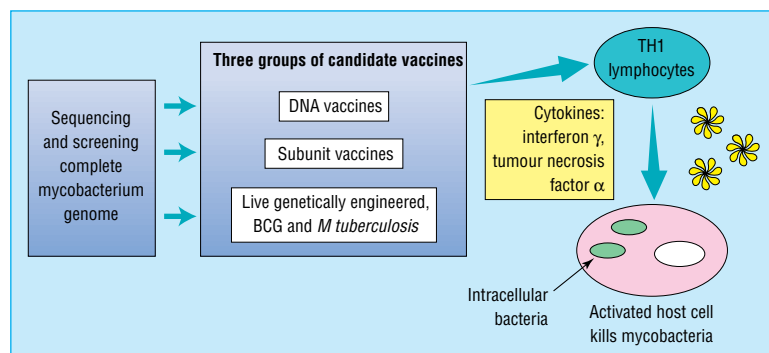 Sequencing
and screening
complete
mycobacterium
genome
Three groups of candidate vaccines
DNA vaccines
Subunit vaccines
Live genetically engineered,
BCG and M tuberculosis
TH1
lymphocytes
Cytokines:
interferon γ,
tumour necrosis
factor α
Intracellular
bacteria
Activated host cell
kills mycobacteria